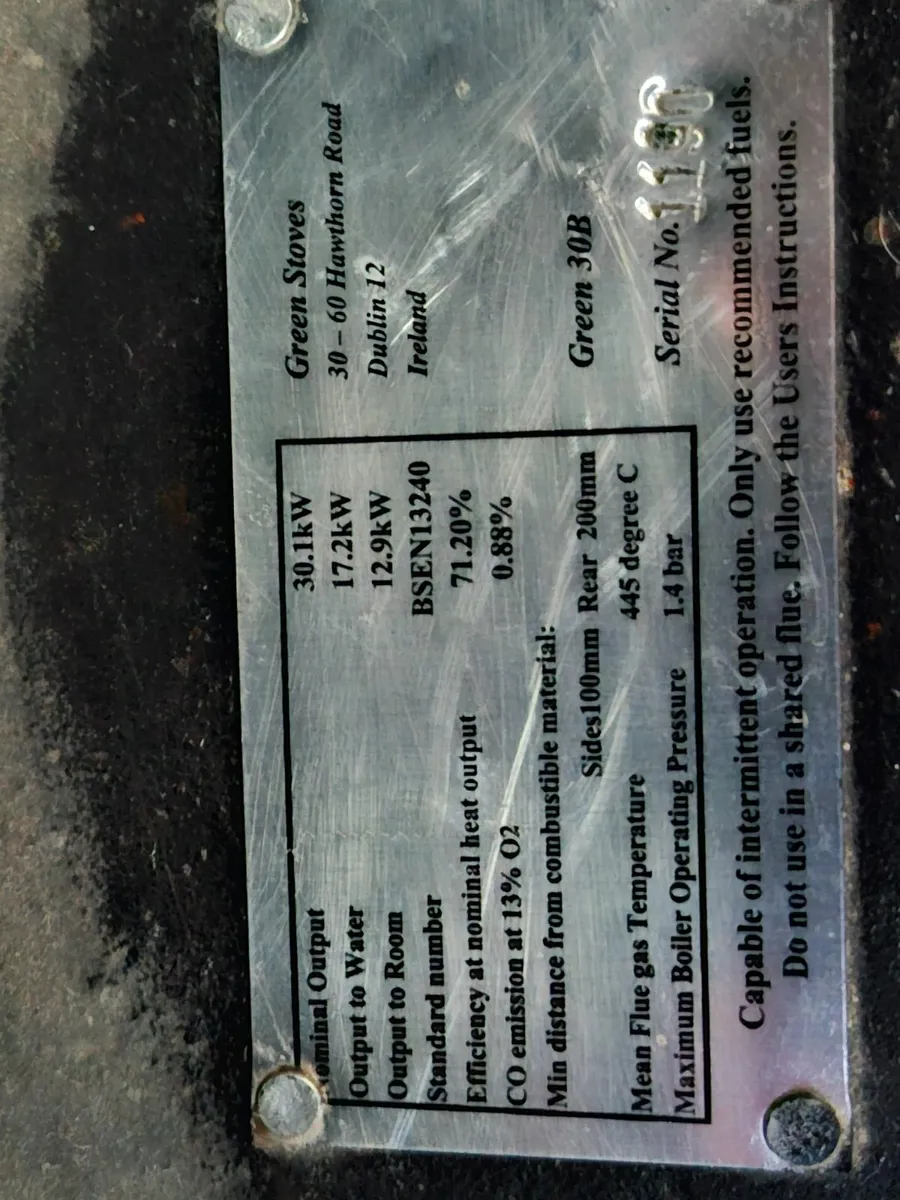 Green Stoves
30 – 60 Hawthorn Road
Dublin 12
Ireland
Green 30B
Serial No.
ominal Output 30.1kW
Output to Water 17.2kW
Output to Room 12.9kW
Standard number BSEN13240
Efficiency at nominal heat output 71.20%
CO emission at 13% O2 0.88%
Min distance from combustible material:
Sides100mm Rear 200mm
Mean Flue gas Temperature 445 degree C
Maximum Boiler Operating Pressure 1.4 bar
Capable of intermittent operation. Only use recommended fuels.
Do not use in a shared flue. Follow the Users Instructions.